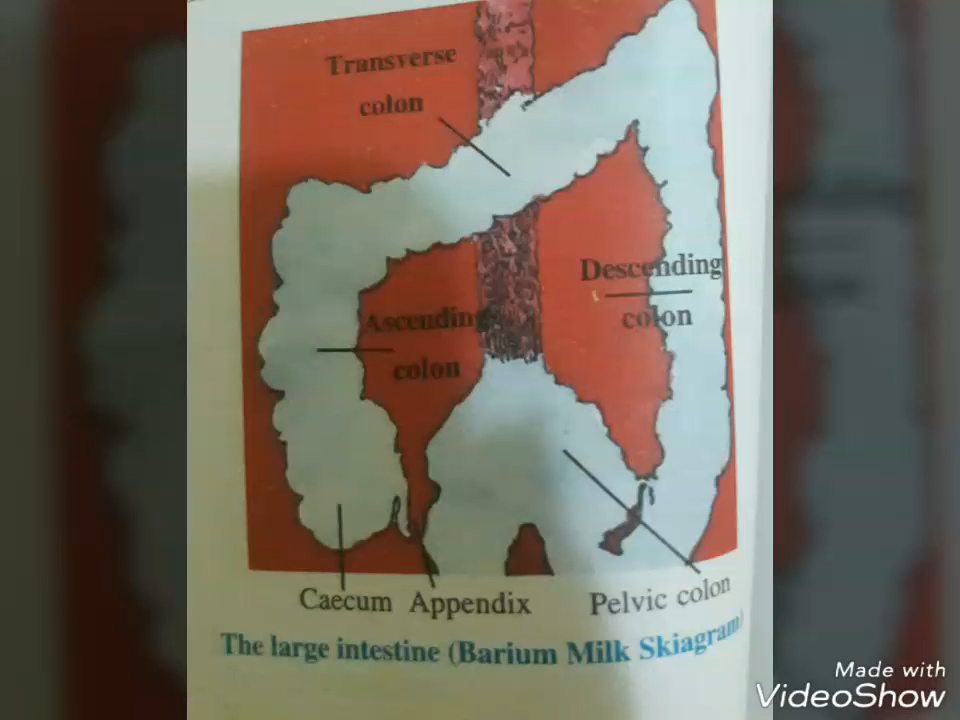 Transverse
colon
Descending
colon
Ascending
colon
Caecum Appendix Pelvic colon
The large intestine (Barium Milk Skiagram)
Made with
VideoShow